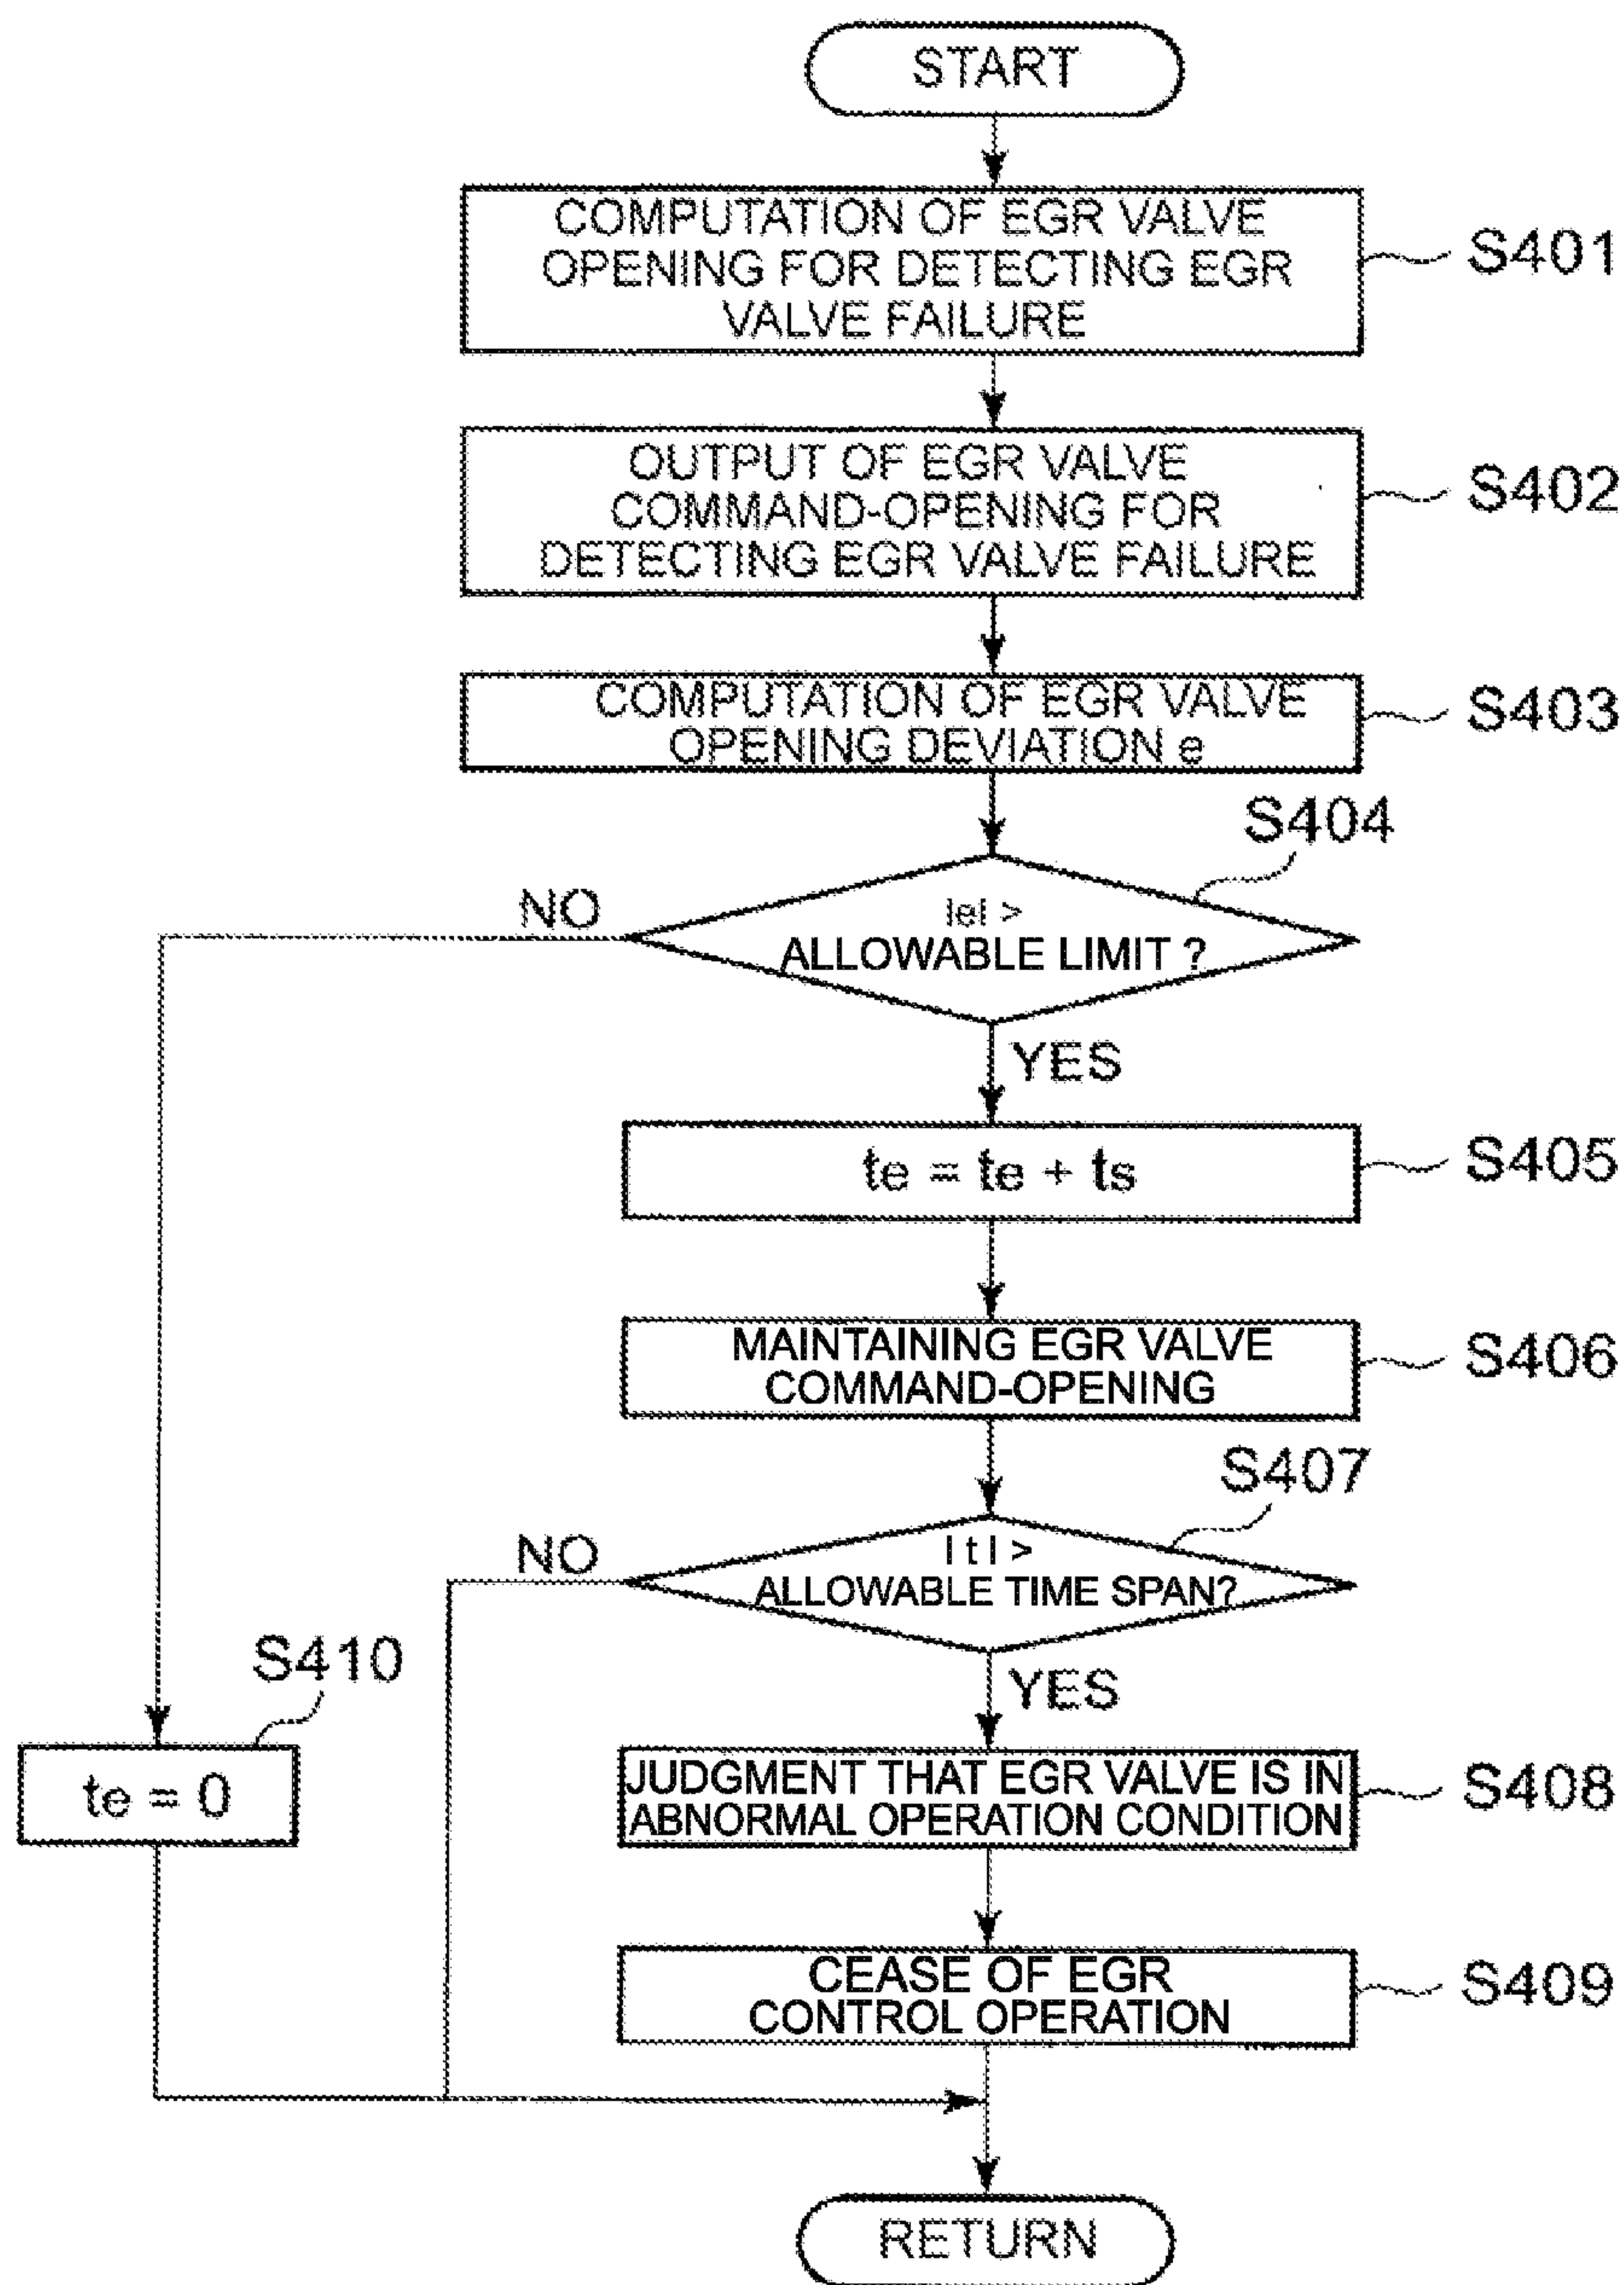 START
COMPUTATION OF EGR VALVE
OPENING FOR DETECTING EGR
VALVE FAILURE
S401
OUTPUT OF EGR VALVE
COMMAND-OPENING FOR
DETECTING EGR VALVE FAILURE
S402
COMPUTATION OF EGR VALVE
OPENING DEVIATION e
S403
S404
NO
|e| >
ALLOWABLE LIMIT ?
YES
te = te + ts
S405
MAINTAINING EGR VALVE
COMMAND-OPENING
S406
S407
NO
| t | >
ALLOWABLE TIME SPAN?
YES
S410
te = 0
JUDGMENT THAT EGR VALVE IS IN
ABNORMAL OPERATION CONDITION
S408
CEASE OF EGR
CONTROL OPERATION
S409
RETURN